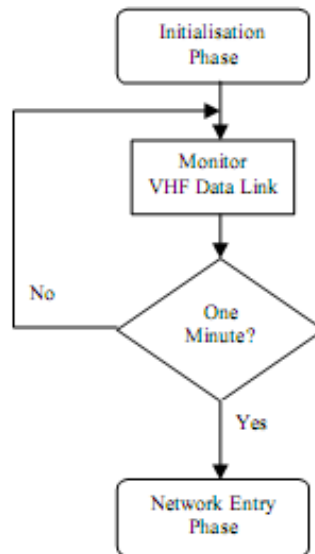 Initialisation
Phase
Monitor
VHF Data Link
One
Minute?
No
Yes
Network Entry
Phase